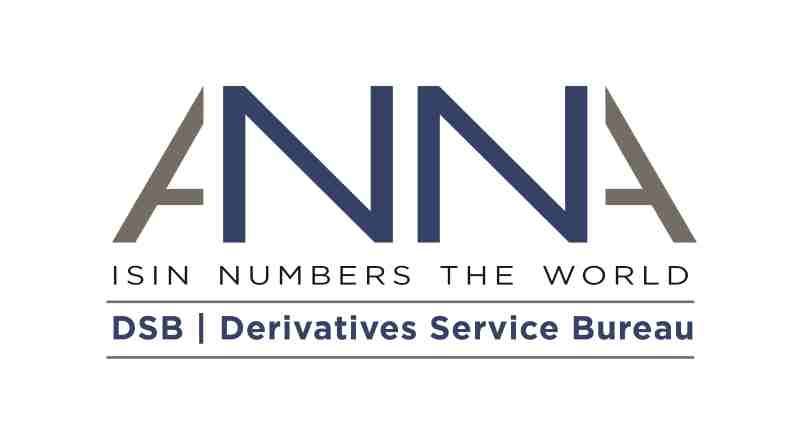 ANNA
ISIN NUMBERS THE WORLD
DSB | Derivatives Service Bureau